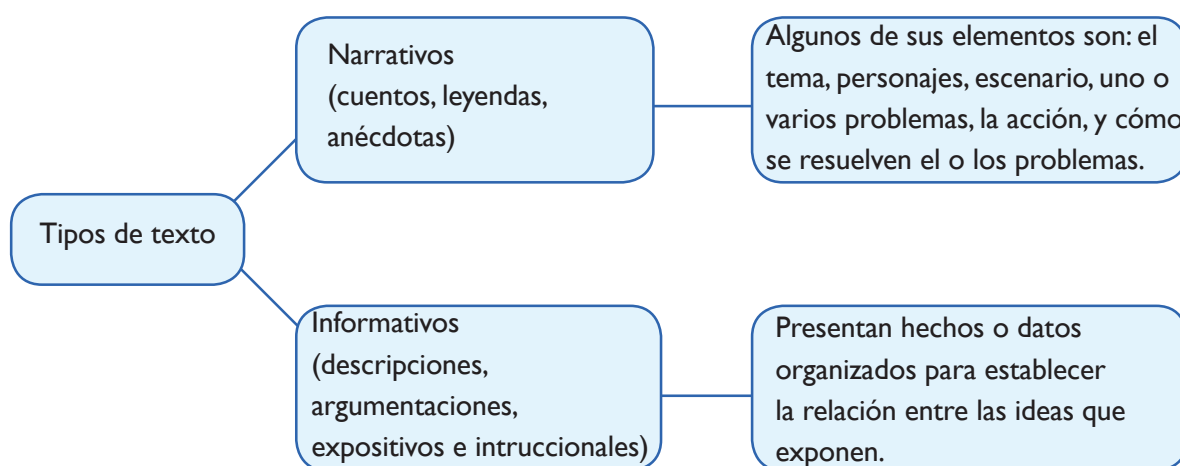 Narrativos
(cuentos, leyendas,
anécdotas)
Algunos de sus elementos son: el
tema, personajes, escenario, uno o
varios problemas, la acción, y cómo
se resuelven el o los problemas.
Tipos de texto
Informativos
(descripciones,
argumentaciones,
expositivos e intruccionales)
Presentan hechos o datos
organizados para establecer
la relación entre las ideas que
exponen.